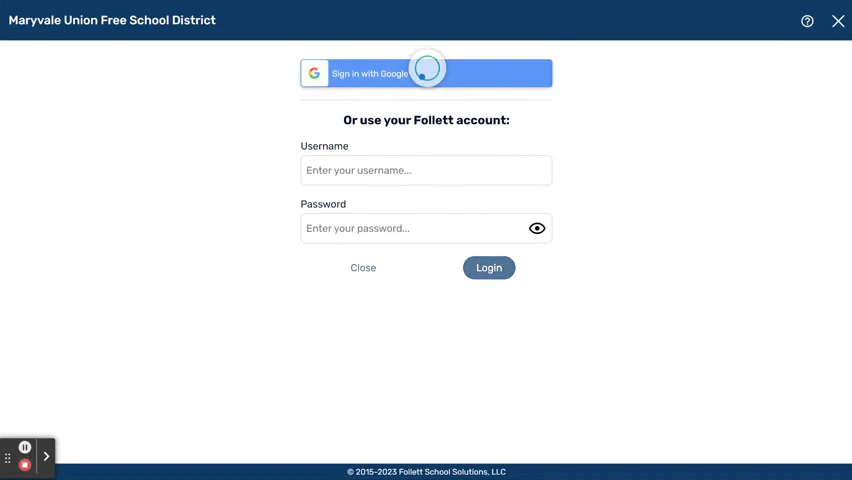 Maryvale Union Free School District
Sign in with Google
Or use your Follett account:
Username
Enter your username...
Password
Enter your password...
Close
Login
© 2015-2023 Follett School Solutions, LLC